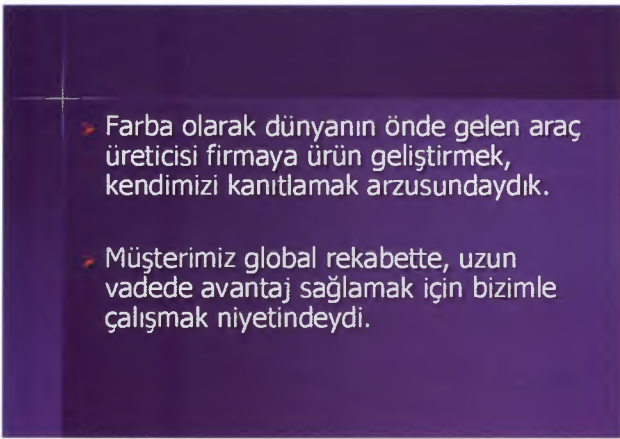 Farba olarak dünyanın önde gelen araç
üreticisi firmaya ürün geliştirmek,
kendimizi kanıtlamak arzusundaydık.
Müşterimiz global rekabette, uzun
vadede avantaj sağlamak için bizimle
çalışmak niyetindeydi.